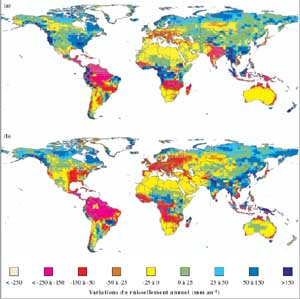 (a)
(b)
< -250 < -250 à -150 -150 à -50 -50 à -25 -25 à 0 0 à 25 25 à 50 50 à 150 >150
Variations du ruissellement annuel (mm an-1)